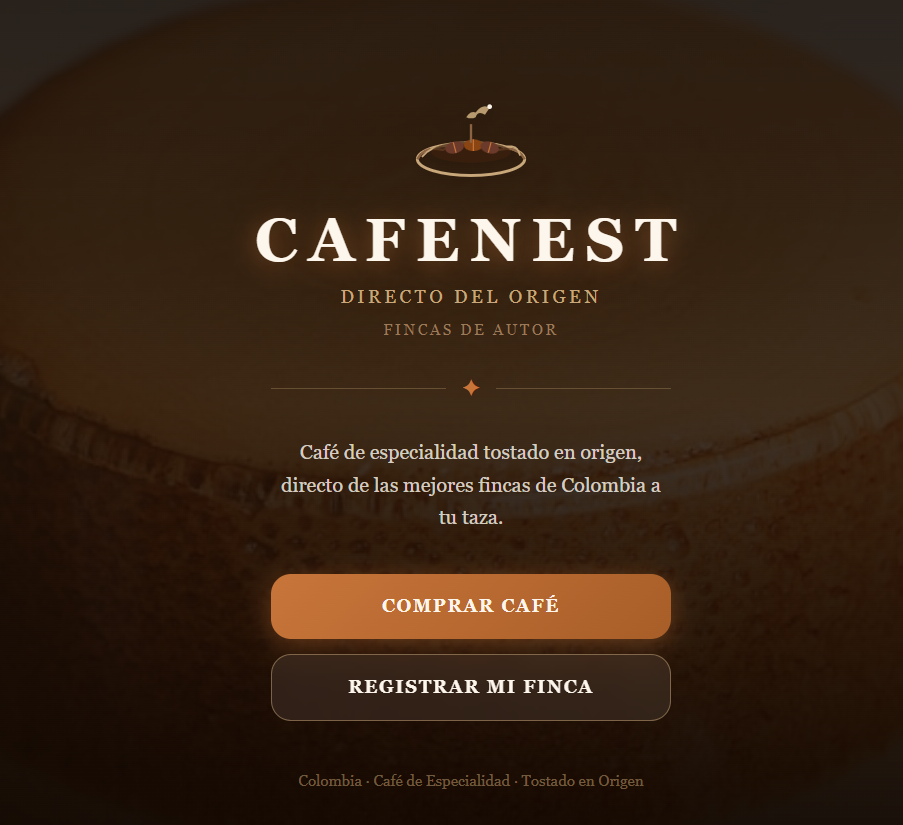 CAFENEST
DIRECTO DEL ORIGEN
FINCAS DE AUTOR
Café de especialidad tostado en origen,
directo de las mejores fincas de Colombia a
tu taza.
COMPRAR CAFÉ
REGISTRAR MI FINCA
Colombia · Café de Especialidad · Tostado en Origen